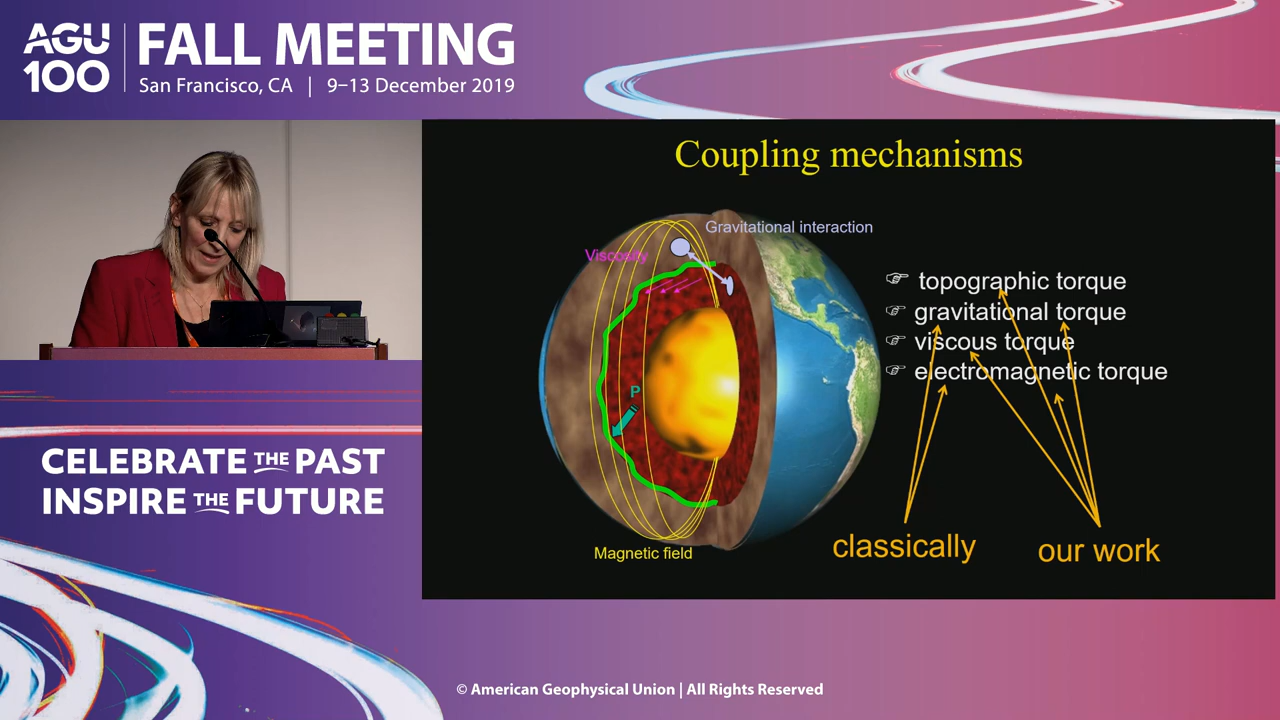 AGU
100
FALL MEETING
San Francisco, CA | 9–13 December 2019
Coupling mechanisms
Gravitational interaction
Viscosity
☞ topographic torque
☞ gravitational torque
☞ viscous torque
☞ electromagnetic torque
P
classically
our work
Magnetic field
CELEBRATE THE PAST
INSPIRE THE FUTURE
© American Geophysical Union | All Rights Reserved